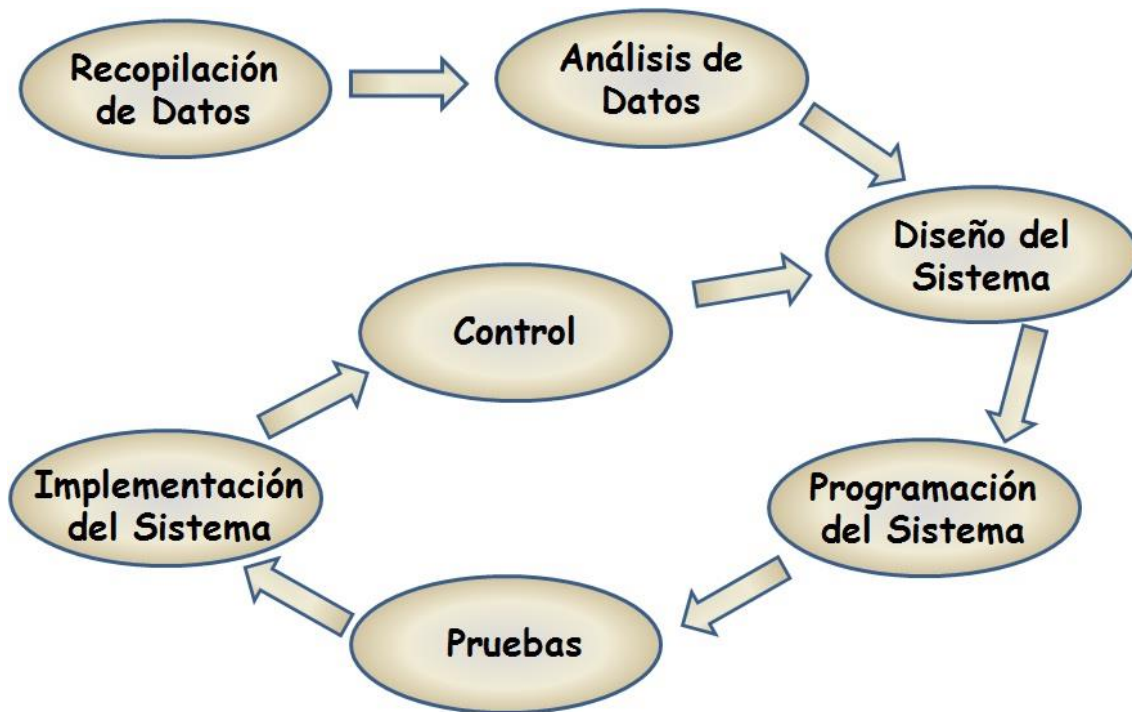 Recopilación
de Datos
Análisis de
Datos
Diseño del
Sistema
Control
Programación
del Sistema
Implementación
del Sistema
Pruebas